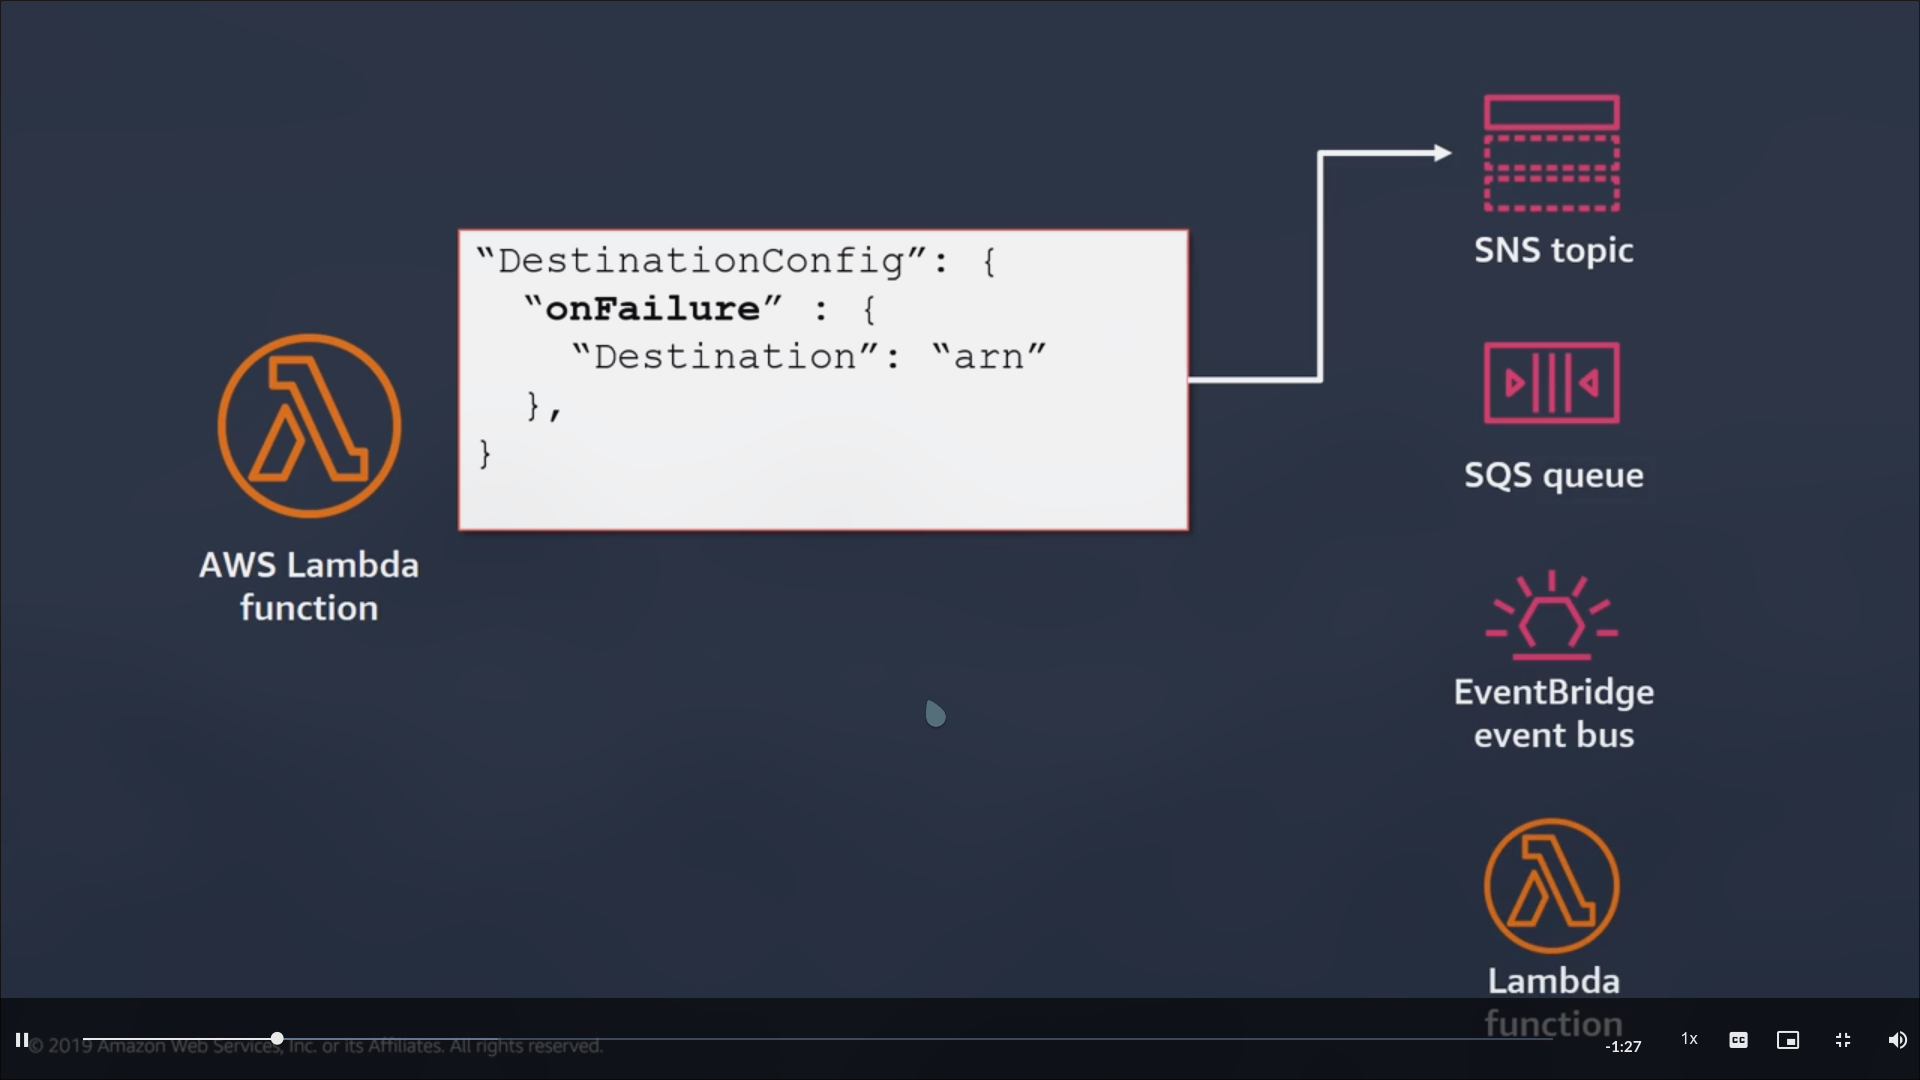 “DestinationConfig”: {
“onFailure” : {
“Destination”: “arn”
},
}
AWS Lambda
function
SNS topic
SQS queue
EventBridge
event bus
Lambda
function
© 2019 Amazon Web Services, Inc. or its Affiliates. All rights reserved.
-1:27
1x
CC